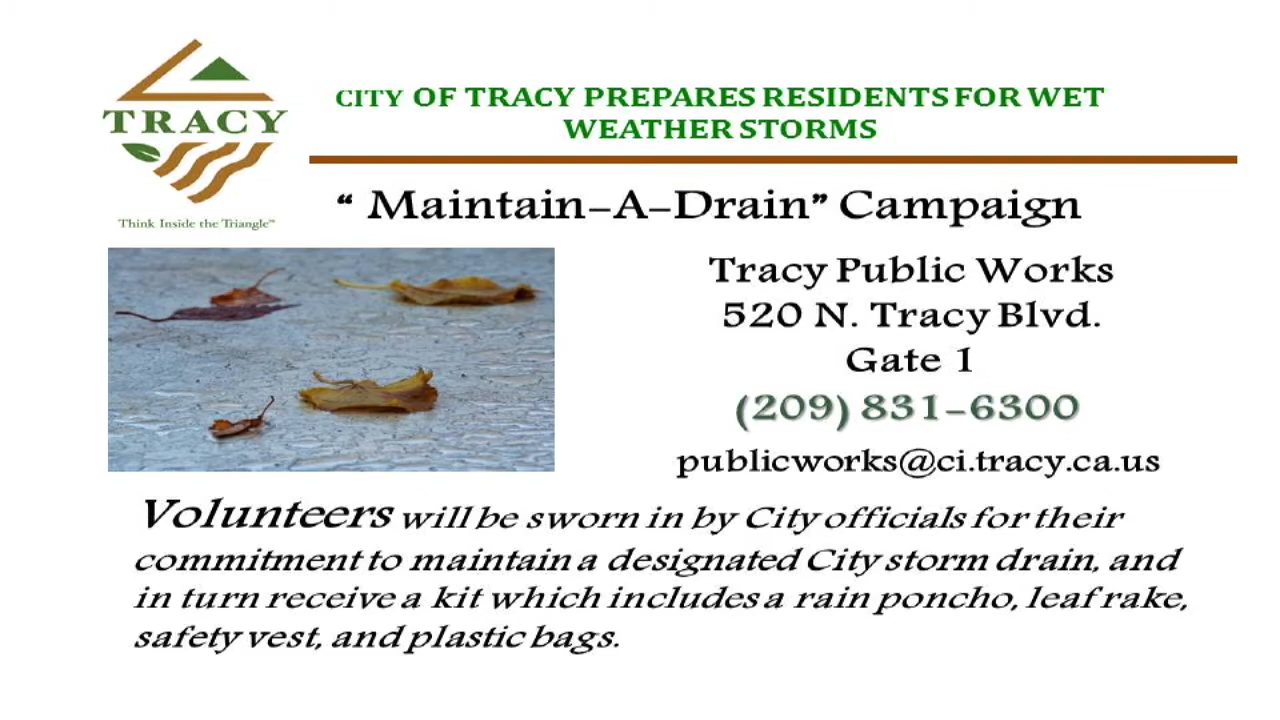 TRACY
Think Inside the Triangle™
CITY OF TRACY PREPARES RESIDENTS FOR WET
WEATHER STORMS
“ Maintain-A-Drain” Campaign
Tracy Public Works
520 N. Tracy Blvd.
Gate 1
(209) 831-6300
publicworks@ci.tracy.ca.us
Volunteers will be sworn in by City officials for their
commitment to maintain a designated City storm drain, and
in turn receive a kit which includes a rain poncho, leaf rake,
safety vest, and plastic bags.